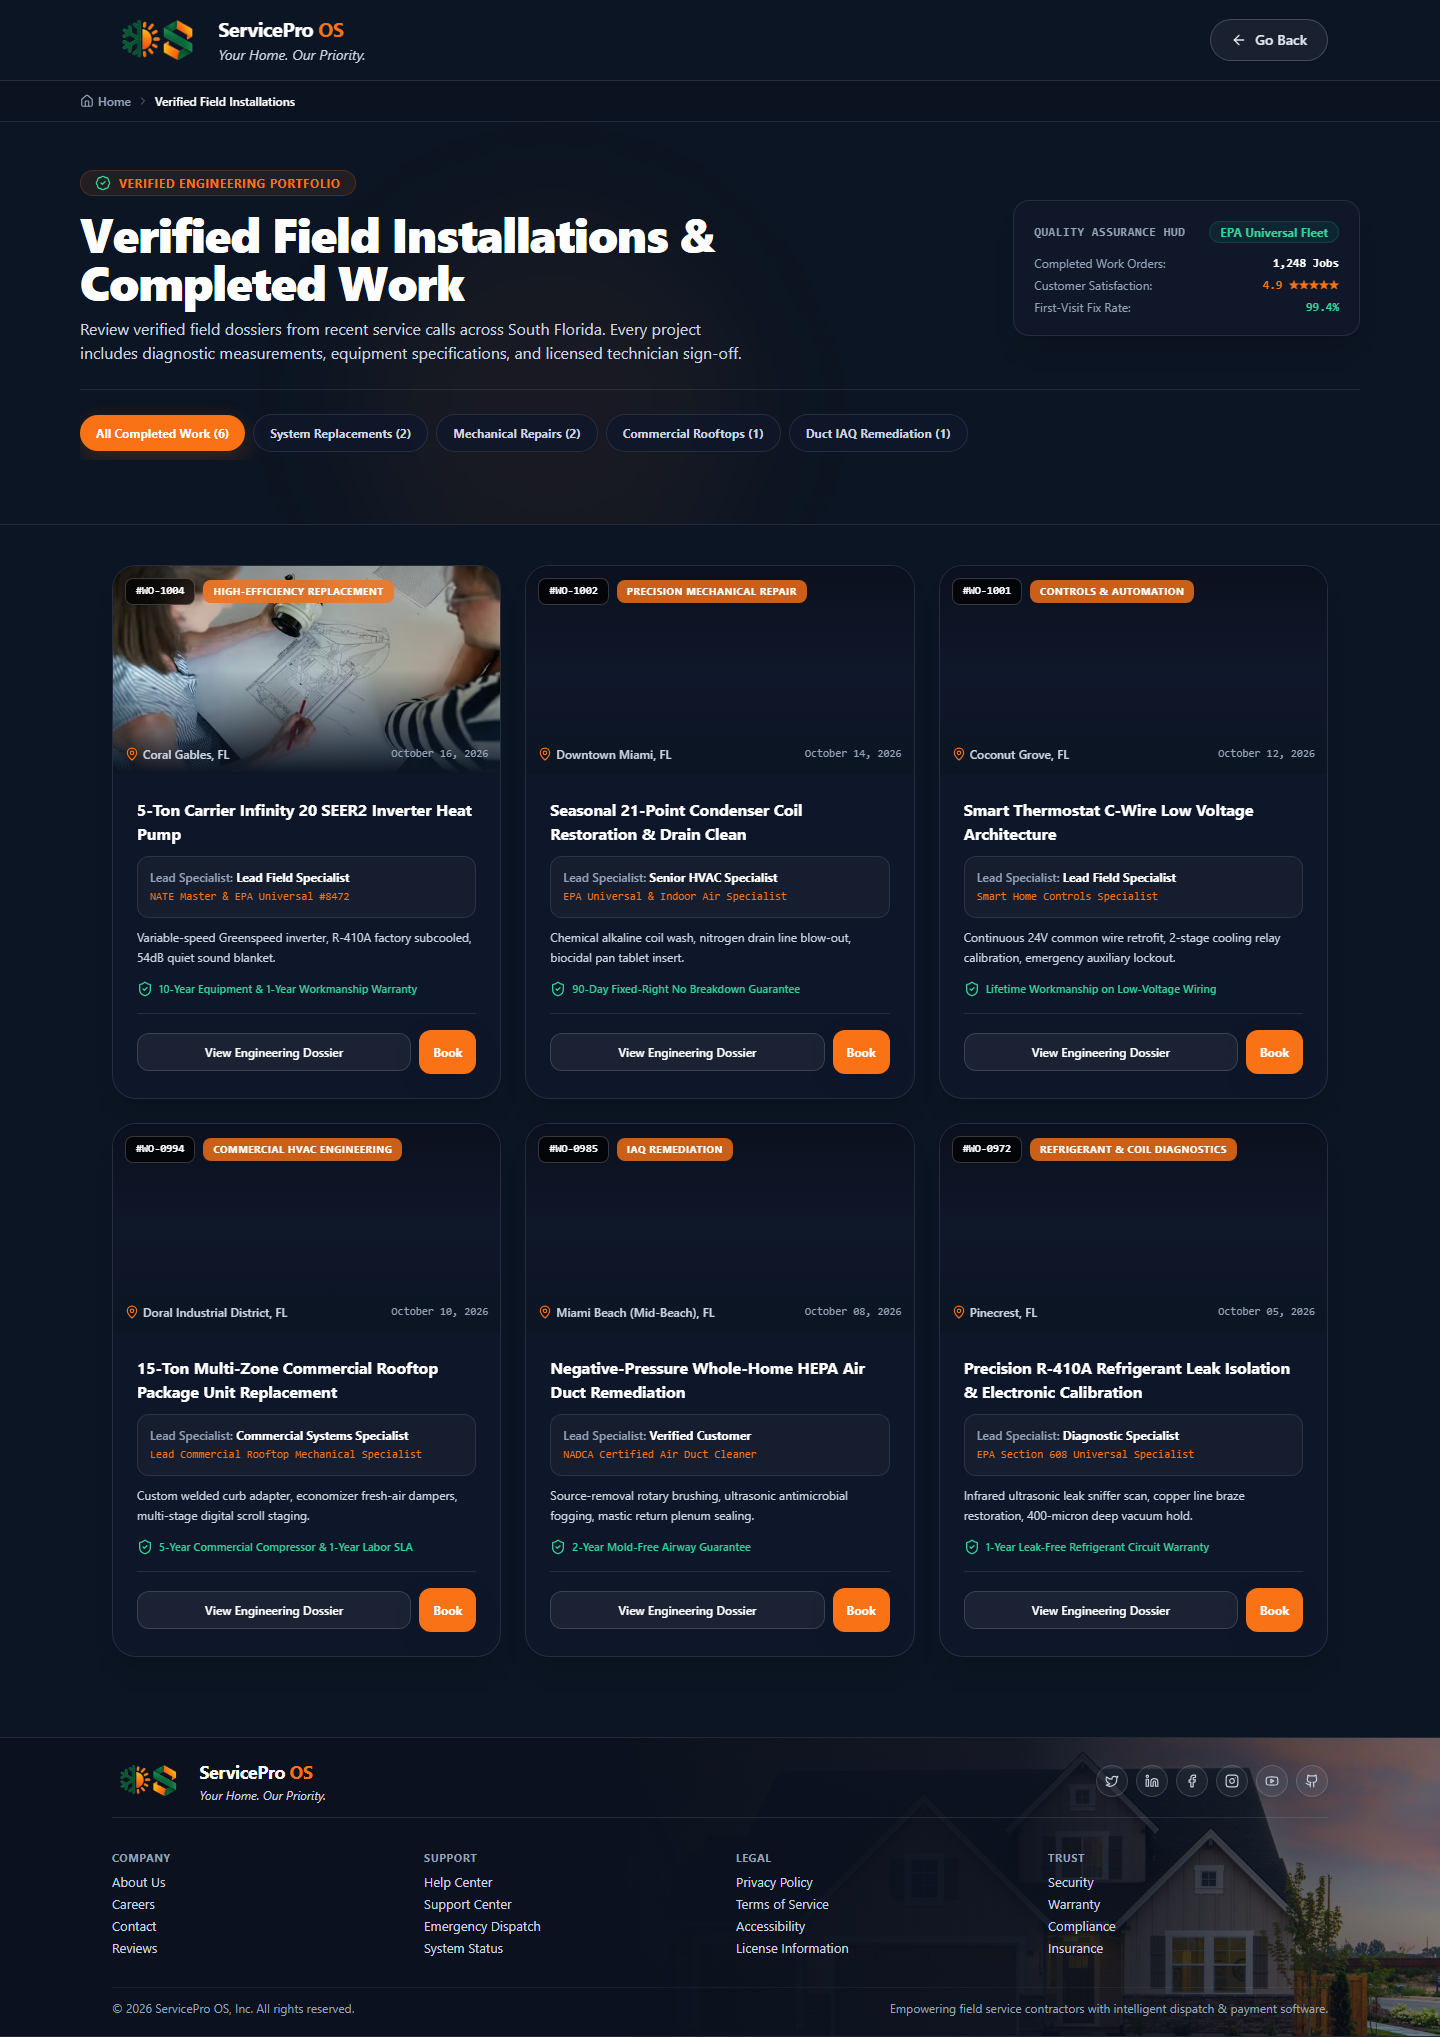 ServicePro OS
Your Home. Our Priority.
Go Back
Home > Verified Field Installations
VERIFIED ENGINEERING PORTFOLIO
Verified Field Installations &
Completed Work
Review verified field dossiers from recent service calls across South Florida. Every project
includes diagnostic measurements, equipment specifications, and licensed technician sign-off.
QUALITY ASSURANCE HUD
EPA Universal Fleet
Completed Work Orders: 1,248 Jobs
Customer Satisfaction: 4.9 ★★★★★
First-Visit Fix Rate: 99.4%
All Completed Work (6)
System Replacements (2)
Mechanical Repairs (2)
Commercial Rooftops (1)
Duct IAQ Remediation (1)
#WO-1004
HIGH-EFFICIENCY REPLACEMENT
Coral Gables, FL
October 16, 2026
5-Ton Carrier Infinity 20 SEER2 Inverter Heat
Pump
Lead Specialist: Lead Field Specialist
NATE Master & EPA Universal #8472
Variable-speed Greenspeed inverter, R-410A factory subcooled,
54dB quiet sound blanket.
10-Year Equipment & 1-Year Workmanship Warranty
View Engineering Dossier
Book
#WO-1002
PRECISION MECHANICAL REPAIR
Downtown Miami, FL
October 14, 2026
Seasonal 21-Point Condenser Coil
Restoration & Drain Clean
Lead Specialist: Senior HVAC Specialist
EPA Universal & Indoor Air Specialist
Chemical alkaline coil wash, nitrogen drain line blow-out,
biocidal pan tablet insert.
90-Day Fixed-Right No Breakdown Guarantee
View Engineering Dossier
Book
#WO-1001
CONTROLS & AUTOMATION
Coconut Grove, FL
October 12, 2026
Smart Thermostat C-Wire Low Voltage
Architecture
Lead Specialist: Lead Field Specialist
Smart Home Controls Specialist
Continuous 24V common wire retrofit, 2-stage cooling relay
calibration, emergency auxiliary lockout.
Lifetime Workmanship on Low-Voltage Wiring
View Engineering Dossier
Book
#WO-0994
COMMERCIAL HVAC ENGINEERING
Doral Industrial District, FL
October 10, 2026
15-Ton Multi-Zone Commercial Rooftop
Package Unit Replacement
Lead Specialist: Commercial Systems Specialist
Lead Commercial Rooftop Mechanical Specialist
Custom welded curb adapter, economizer fresh-air dampers,
multi-stage digital scroll staging.
5-Year Commercial Compressor & 1-Year Labor SLA
View Engineering Dossier
Book
#WO-0985
IAQ REMEDIATION
Miami Beach (Mid-Beach), FL
October 08, 2026
Negative-Pressure Whole-Home HEPA Air
Duct Remediation
Lead Specialist: Verified Customer
NADCA Certified Air Duct Cleaner
Source-removal rotary brushing, ultrasonic antimicrobial
fogging, mastic return plenum sealing.
2-Year Mold-Free Airway Guarantee
View Engineering Dossier
Book
#WO-0972
REFRIGERANT & COIL DIAGNOSTICS
Pinecrest, FL
October 05, 2026
Precision R-410A Refrigerant Leak Isolation
& Electronic Calibration
Lead Specialist: Diagnostic Specialist
EPA Section 608 Universal Specialist
Infrared ultrasonic leak sniffer scan, copper line braze
restoration, 400-micron deep vacuum hold.
1-Year Leak-Free Refrigerant Circuit Warranty
View Engineering Dossier
Book
ServicePro OS
Your Home. Our Priority.
COMPANY
About Us
Careers
Contact
Reviews
SUPPORT
Help Center
Support Center
Emergency Dispatch
System Status
LEGAL
Privacy Policy
Terms of Service
Accessibility
License Information
TRUST
Security
Warranty
Compliance
Insurance
© 2026 ServicePro OS, Inc. All rights reserved.
Empowering field service contractors with intelligent dispatch & payment software.